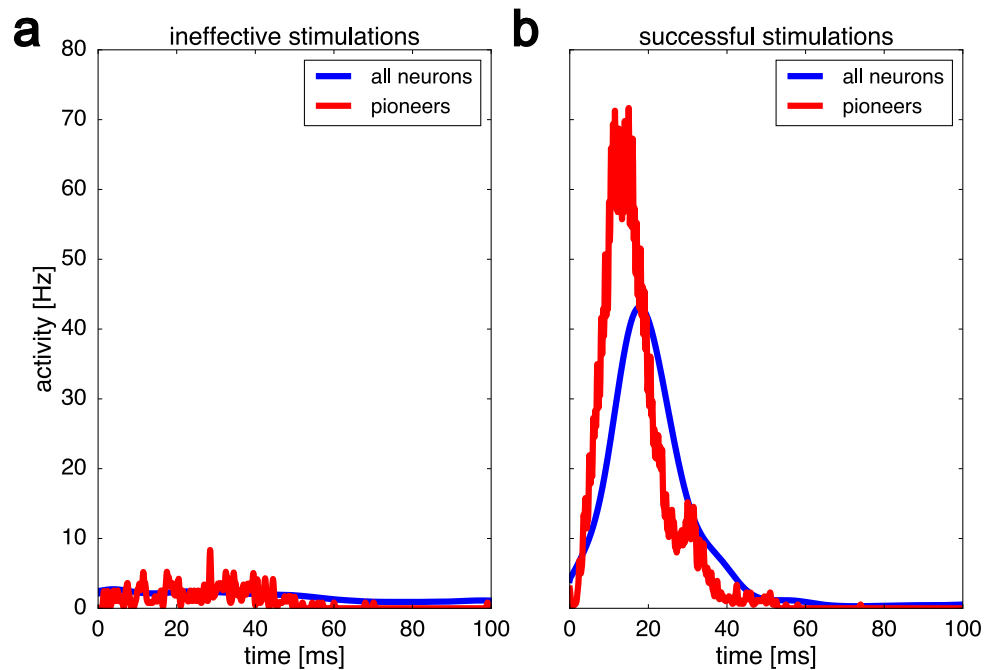 a
ineffective stimulations
all neurons
pioneers
activity [Hz]
80
70
60
50
40
30
20
10
0
0 20 40 60 80 100
time [ms]
b
successful stimulations
all neurons
pioneers
0 20 40 60 80 100
time [ms]